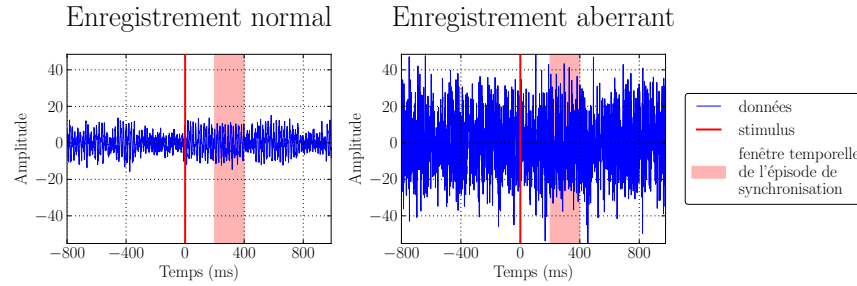 Enregistrement normal
Enregistrement aberrant
Amplitude
40
20
0
−20
−40
−800
−400
0
400
800
Temps (ms)
Amplitude
40
20
0
−20
−40
−800
−400
0
400
800
Temps (ms)
données
stimulus
fenêtre temporelle
de l'épisode de
synchronisation